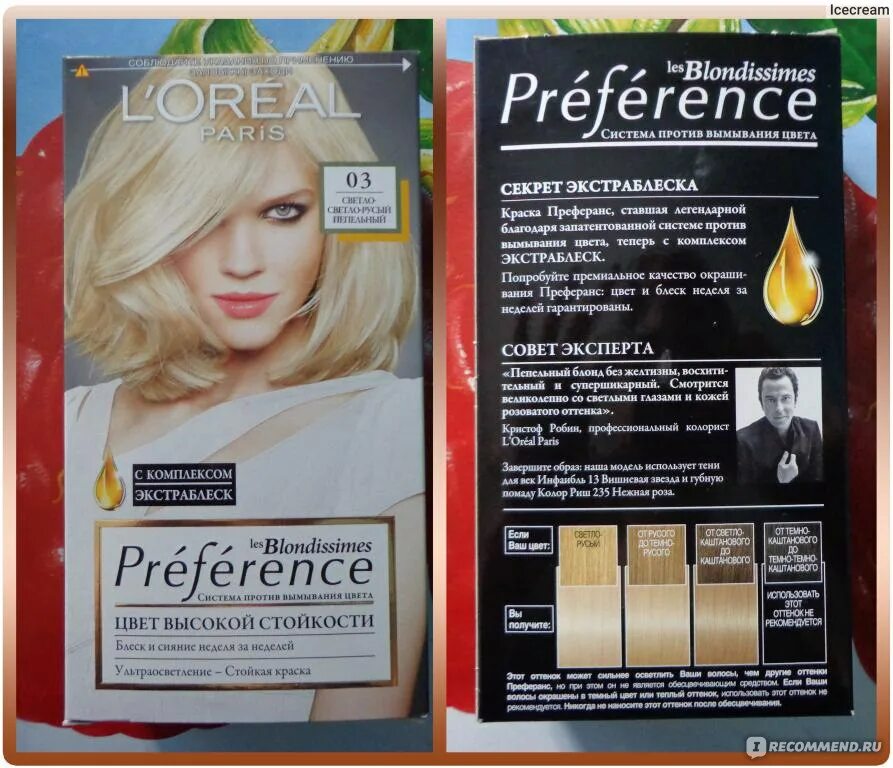 Icecream
СОБЛЮДАЙТЕ УКАЗАНИЯ ПО ПРИМЕНЕНИЮ
L'ORÉAL
PARIS
03
СВЕТЛО-
СВЕТЛО-РУСЫЙ
ПЕПЕЛЬНЫЙ
С КОМПЛЕКСОМ
ЭКСТРАБЛЕСК
les Blondissimes
Préférence
СИСТЕМА ПРОТИВ ВЫМЫВАНИЯ ЦВЕТА
ЦВЕТ ВЫСОКОЙ СТОЙКОСТИ
Блеск и сияние неделя за неделей
Ультраосветление – Стойкая краска
les Blondissimes
Préférence
СИСТЕМА ПРОТИВ ВЫМЫВАНИЯ ЦВЕТА
СЕКРЕТ ЭКСТРАБЛЕСКА
Краска Преферанс, ставшая легендарной
благодаря запатентованной системе против
вымывания цвета, теперь с комплексом
ЭКСТРАБЛЕСК.
Попробуйте премиальное качество окраши-
вания Преферанс: цвет и блеск неделя за
неделей гарантированы.
СОВЕТ ЭКСПЕРТА
«Пепельный блонд без желтизны, восхити-
тельный и супершикарный. Смотрится
великолепно со светлыми глазами и кожей
розоватого оттенка».
Кристоф Робин, профессиональный колорист
L'Oréal Paris
Завершите образ: наша модель использует тени
для век Инфаибль 13 Вишневая звезда и губную
помаду Колор Риш 235 Нежная роза.
Если
Ваш цвет:
СВЕТЛО-
РУСЫЙ
ОТ РУСОГО
ДО ТЕМНО-
РУСОГО
ОТ СВЕТЛО-
КАШТАНОВОГО
ДО
КАШТАНОВОГО
ОТ ТЕМНО-
КАШТАНОВОГО
ДО
ТЕМНО-ТЕМНО-
КАШТАНОВОГО
Вы
получите:
ИСПОЛЬЗОВАТЬ
ЭТОТ
ОТТЕНОК НЕ
РЕКОМЕНДУЕТСЯ
Этот оттенок может сильнее осветлить Ваши волосы, чем другие оттенки
Преферанс, но при этом он не является обесцвечивающим средством. Если Ваши
волосы окрашены в темный цвет или теплый оттенок, использовать этот оттенок не
рекомендуется. Никогда не наносите этот оттенок после обесцвечивания.
IRECOMMEND.RU